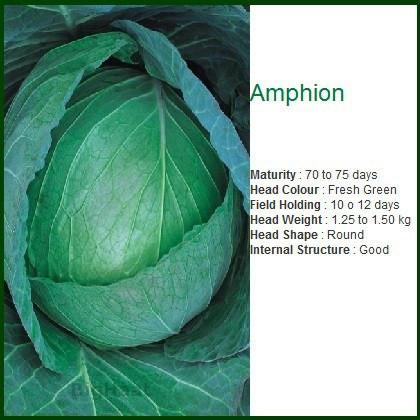 Amphion
Maturity : 70 to 75 days
Head Colour : Fresh Green
Field Holding : 10 o 12 days
Head Weight : 1.25 to 1.50 kg
Head Shape : Round
Internal Structure : Good